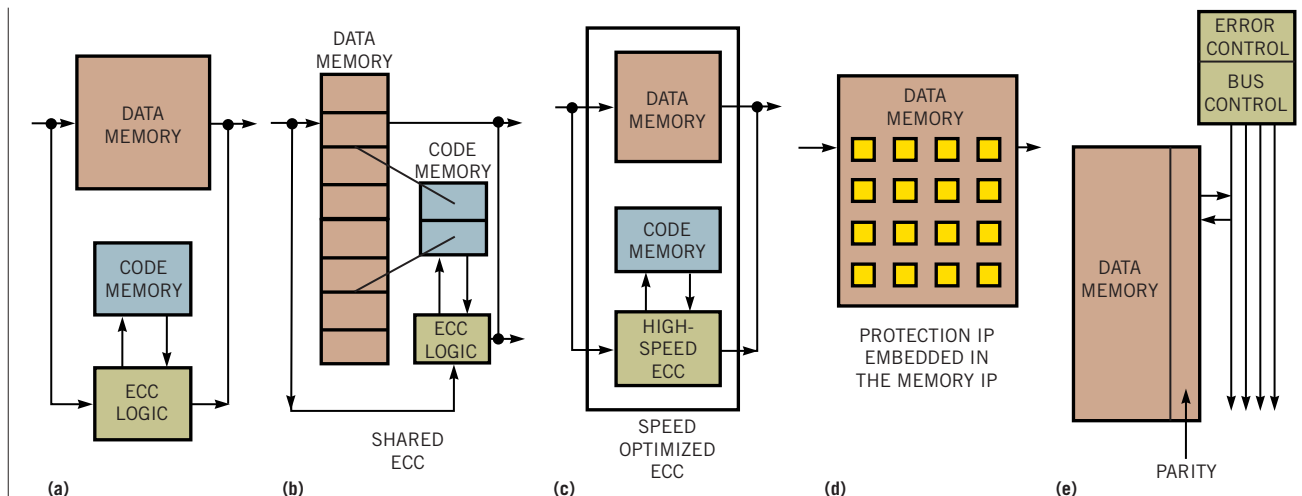 DATA
MEMORY
CODE
MEMORY
ECC
LOGIC
(a)
DATA
MEMORY
CODE
MEMORY
ECC
LOGIC
SHARED
ECC
(b)
DATA
MEMORY
CODE
MEMORY
HIGH-
SPEED
ECC
SPEED
OPTIMIZED
ECC
(c)
DATA
MEMORY
PROTECTION IP
EMBEDDED IN
THE MEMORY IP
(d)
ERROR
CONTROL
BUS
CONTROL
DATA
MEMORY
PARITY
(e)